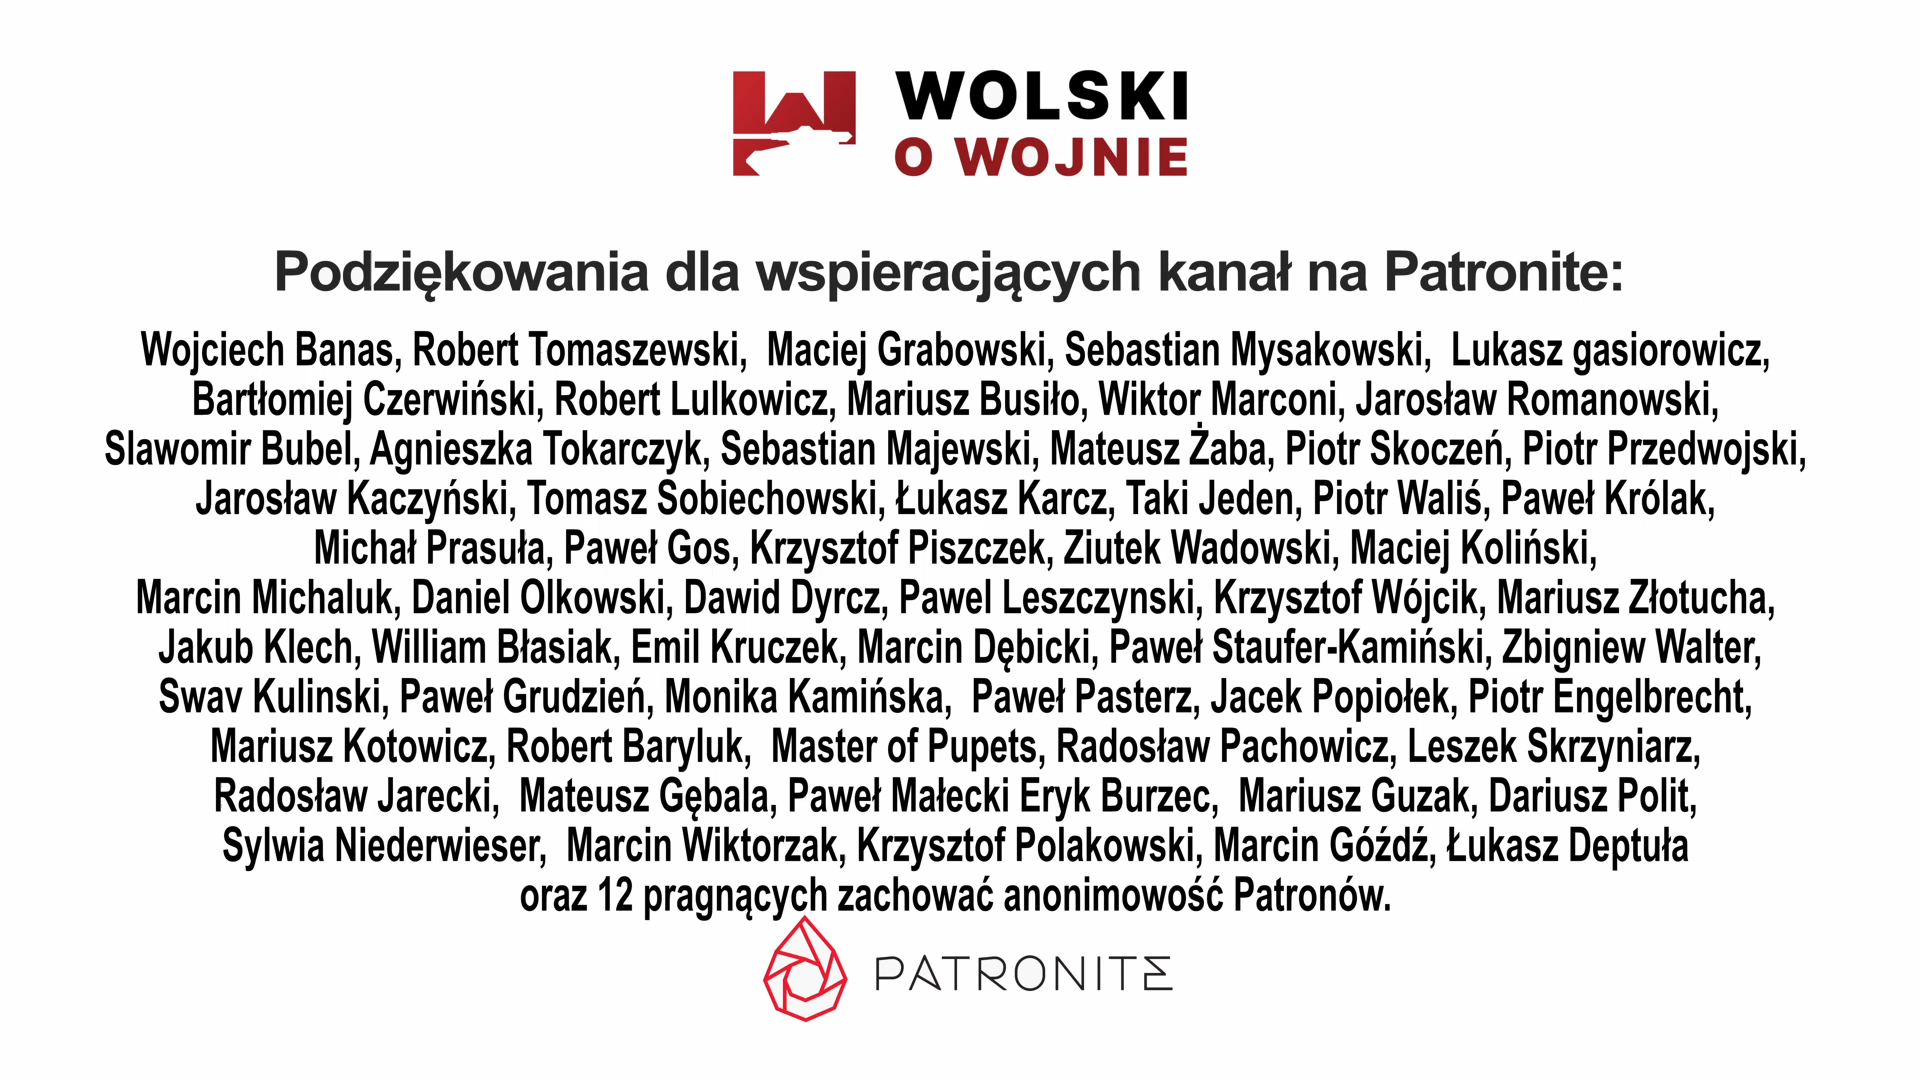 WOLSKI
O WOJNIE
Podziękowania dla wspieracjących kanał na Patronite:
Wojciech Banas, Robert Tomaszewski, Maciej Grabowski, Sebastian Mysakowski, Lukasz gasiorowicz,
Bartłomiej Czerwiński, Robert Lulkowicz, Mariusz Busiło, Wiktor Marconi, Jarosław Romanowski,
Slawomir Bubel, Agnieszka Tokarczyk, Sebastian Majewski, Mateusz Żaba, Piotr Skoczeń, Piotr Przedwojski,
Jarosław Kaczyński, Tomasz Sobiechowski, Łukasz Karcz, Taki Jeden, Piotr Waliś, Paweł Królak,
Michał Prasuła, Paweł Gos, Krzysztof Piszczek, Ziutek Wadowski, Maciej Koliński,
Marcin Michaluk, Daniel Olkowski, Dawid Dyrcz, Pawel Leszczynski, Krzysztof Wójcik, Mariusz Złotucha,
Jakub Klech, William Błasiak, Emil Kruczek, Marcin Dębicki, Paweł Staufer-Kamiński, Zbigniew Walter,
Swav Kulinski, Paweł Grudzień, Monika Kamińska, Paweł Pasterz, Jacek Popiołek, Piotr Engelbrecht,
Mariusz Kotowicz, Robert Baryluk, Master of Pupets, Radosław Pachowicz, Leszek Skrzyniarz,
Radosław Jarecki, Mateusz Gębala, Paweł Małecki Eryk Burzec, Mariusz Guzak, Dariusz Polit,
Sylwia Niederwieser, Marcin Wiktorzak, Krzysztof Polakowski, Marcin Góźdź, Łukasz Deptuła
oraz 12 pragnących zachować anonimowość Patronów.
PATRONITE